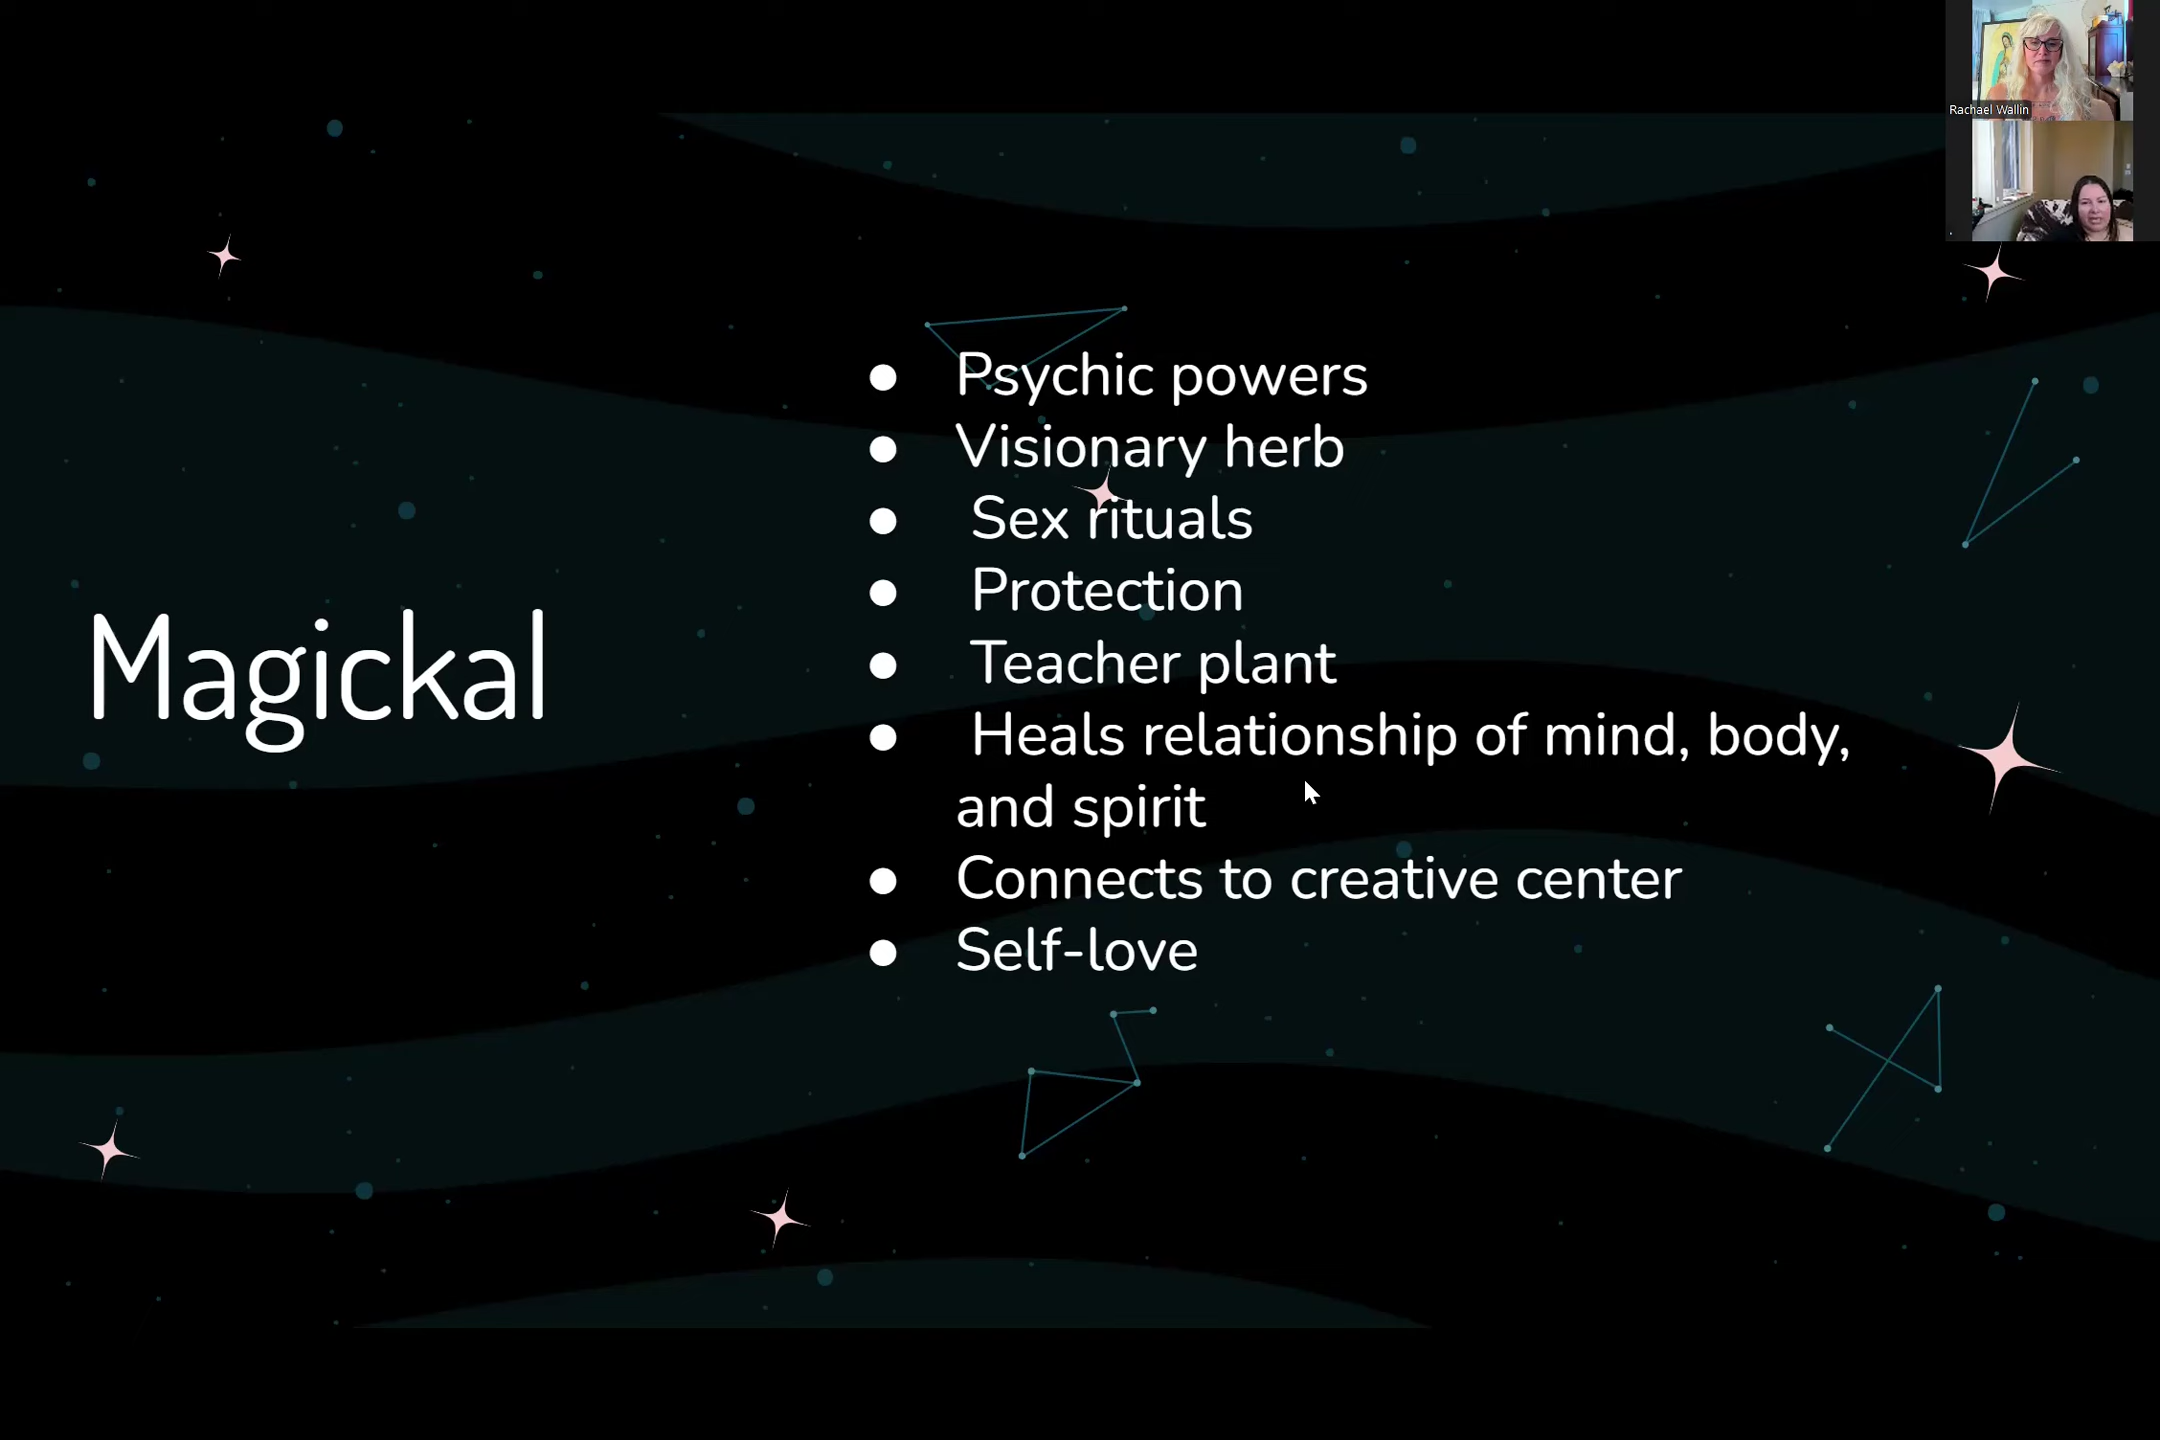 Rachael Wallin
Magickal
● Psychic powers
● Visionary herb
● Sex rituals
● Protection
● Teacher plant
● Heals relationship of mind, body,
and spirit
● Connects to creative center
● Self-love